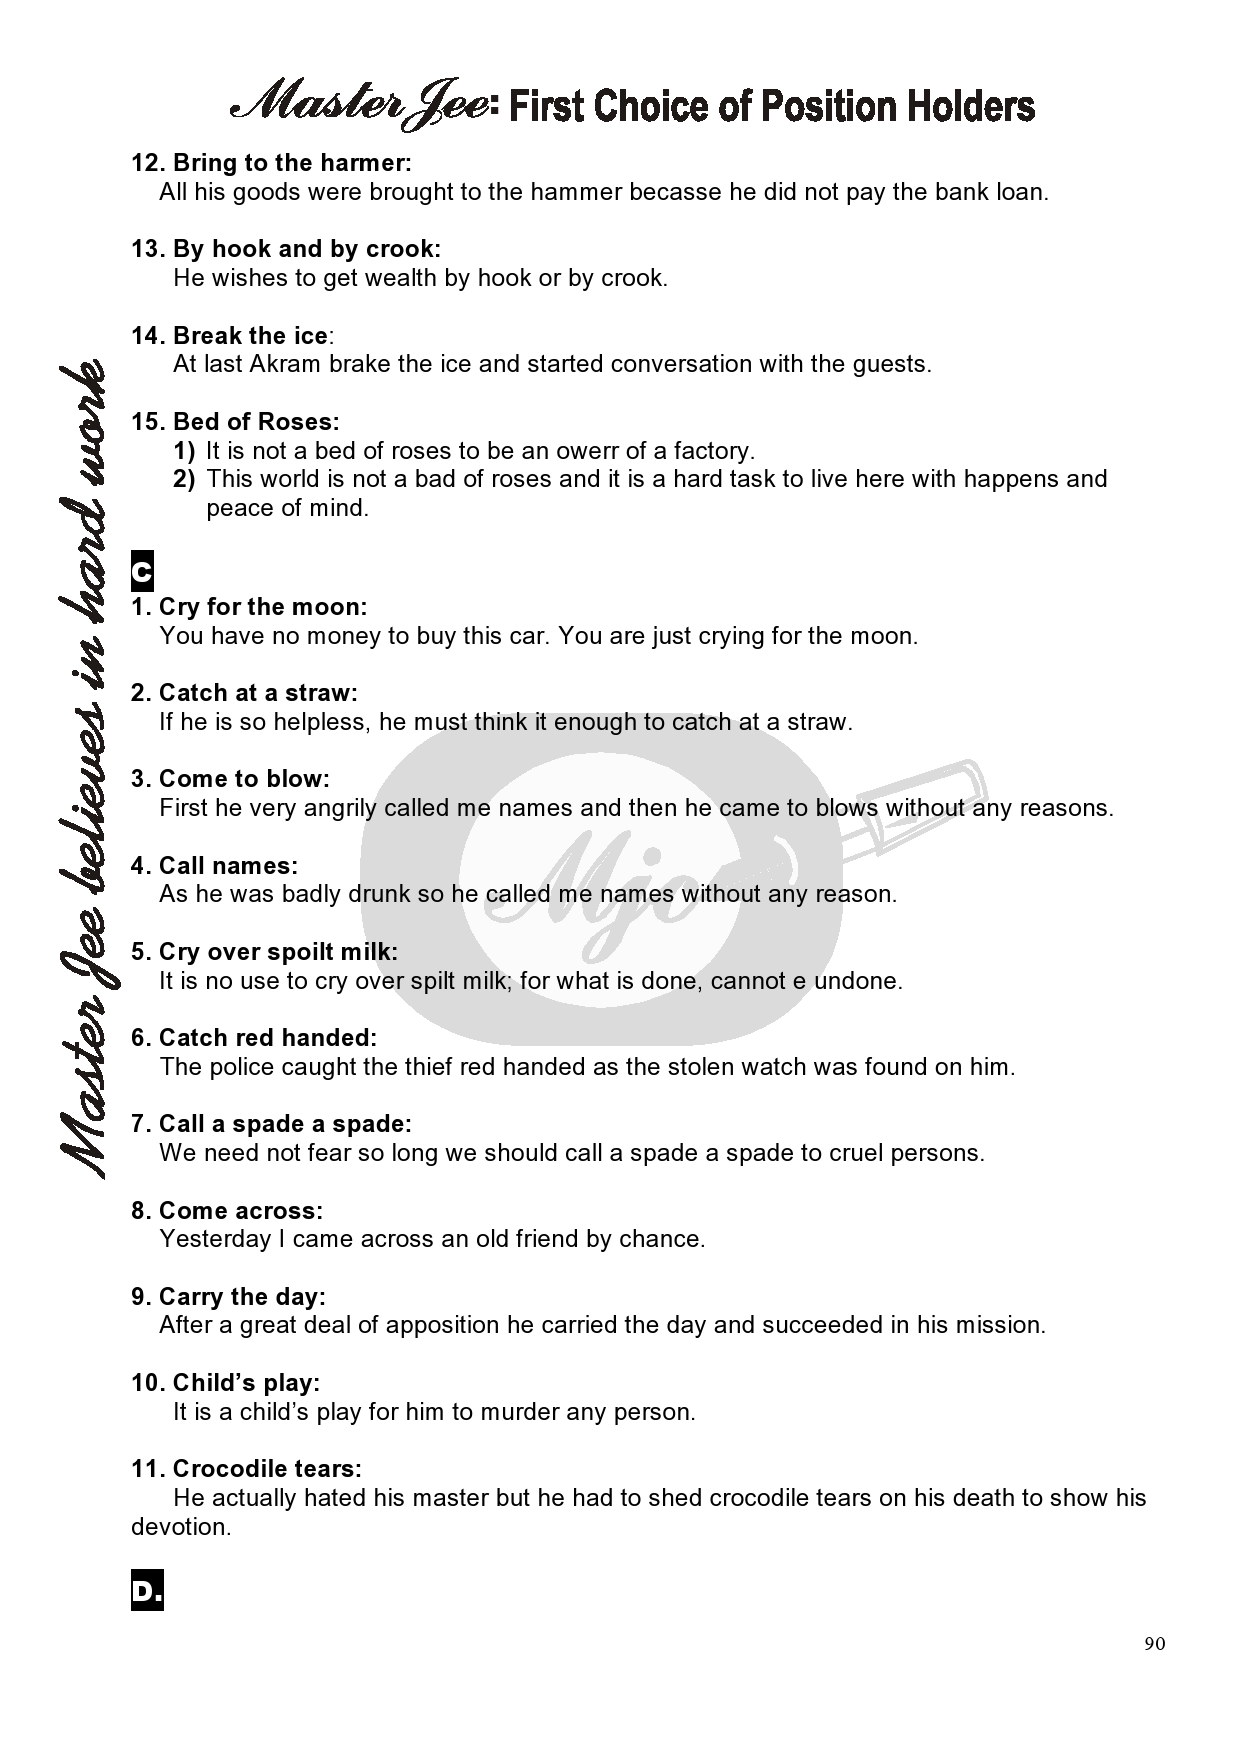 Master Jee: First Choice of Position Holders
12. Bring to the harmer:
All his goods were brought to the hammer becasse he did not pay the bank loan.
13. By hook and by crook:
He wishes to get wealth by hook or by crook.
14. Break the ice:
At last Akram brake the ice and started conversation with the guests.
15. Bed of Roses:
1) It is not a bed of roses to be an owerr of a factory.
2) This world is not a bad of roses and it is a hard task to live here with happens and
peace of mind.
C
1. Cry for the moon:
You have no money to buy this car. You are just crying for the moon.
2. Catch at a straw:
If he is so helpless, he must think it enough to catch at a straw.
3. Come to blow:
First he very angrily called me names and then he came to blows without any reasons.
4. Call names:
As he was badly drunk so he called me names without any reason.
5. Cry over spoilt milk:
It is no use to cry over spilt milk; for what is done, cannot e undone.
6. Catch red handed:
The police caught the thief red handed as the stolen watch was found on him.
7. Call a spade a spade:
We need not fear so long we should call a spade a spade to cruel persons.
8. Come across:
Yesterday I came across an old friend by chance.
9. Carry the day:
After a great deal of apposition he carried the day and succeeded in his mission.
10. Child’s play:
It is a child’s play for him to murder any person.
11. Crocodile tears:
He actually hated his master but he had to shed crocodile tears on his death to show his
devotion.
D.
90
Master Jee believes in hard work
Mjc